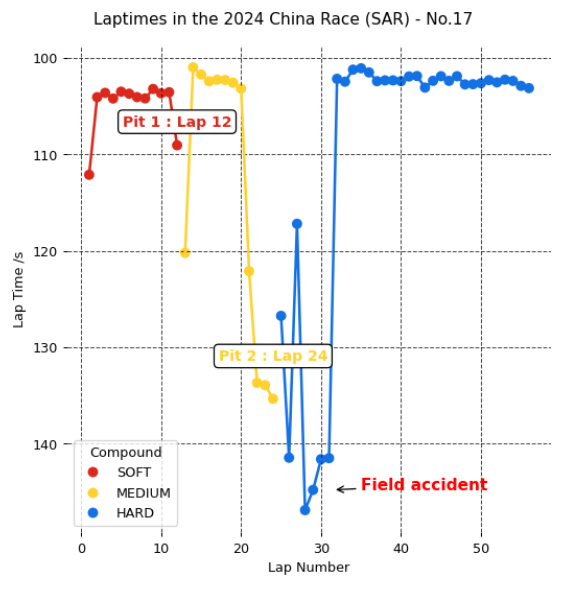 Laptimes in the 2024 China Race (SAR) - No.17
100
110
120
130
140
Lap Time /s
Pit 1 : Lap 12
Pit 2 : Lap 24
Field accident
Compound
SOFT
MEDIUM
HARD
0 10 20 30 40 50
Lap Number